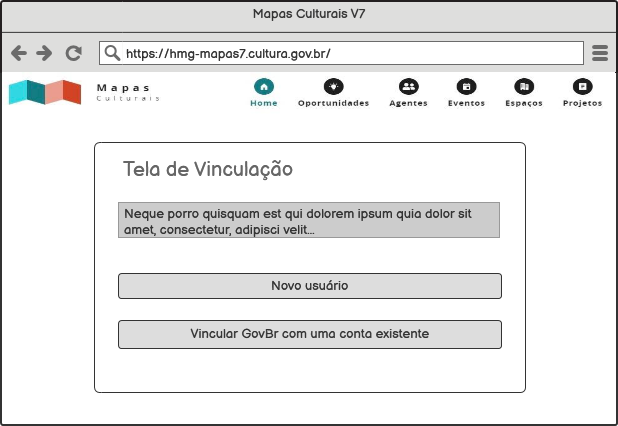 Mapas Culturais V7
https://hmg-mapas7.cultura.gov.br/
Mapas
Culturais
Home
Oportunidades
Agentes
Eventos
Espaços
Projetos
Tela de Vinculação
Neque porro quisquam est qui dolorem ipsum quia dolor sit
amet, consectetur, adipisci velit...
Novo usuário
Vincular GovBr com uma conta existente